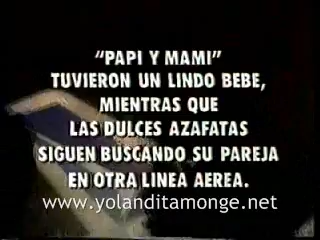 “PAPI Y MAMI”
TUVIERON UN LINDO BEBE,
MIENTRAS QUE
LAS DULCES AZAFATAS
SIGUEN BUSCANDO SU PAREJA
EN OTRA LINEA AEREA.
www.yolanditamonge.net